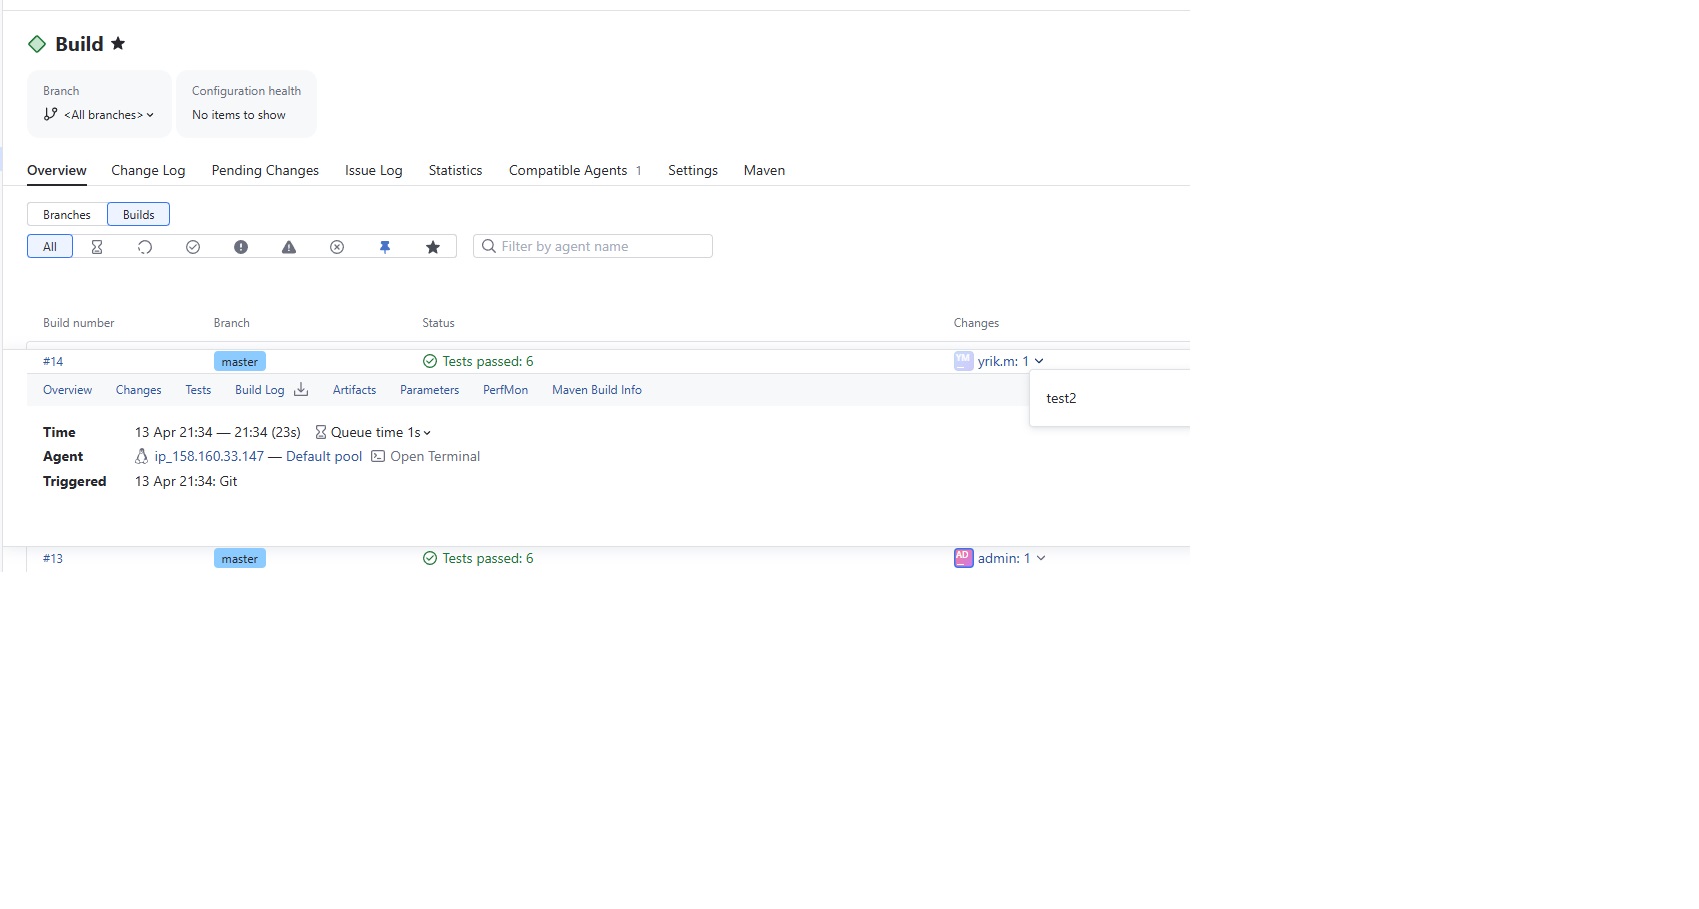 Build
Branch
<All branches>
Configuration health
No items to show
Overview Change Log Pending Changes Issue Log Statistics Compatible Agents 1 Settings Maven
Branches Builds
All Filter by agent name
Build number Branch Status Changes
#14 master Tests passed: 6 YM yrik.m: 1
Overview Changes Tests Build Log Artifacts Parameters PerfMon Maven Build Info
test2
Time 13 Apr 21:34 — 21:34 (23s) Queue time 1s
Agent ip_158.160.33.147 — Default pool Open Terminal
Triggered 13 Apr 21:34: Git
#13 master Tests passed: 6 AD admin: 1